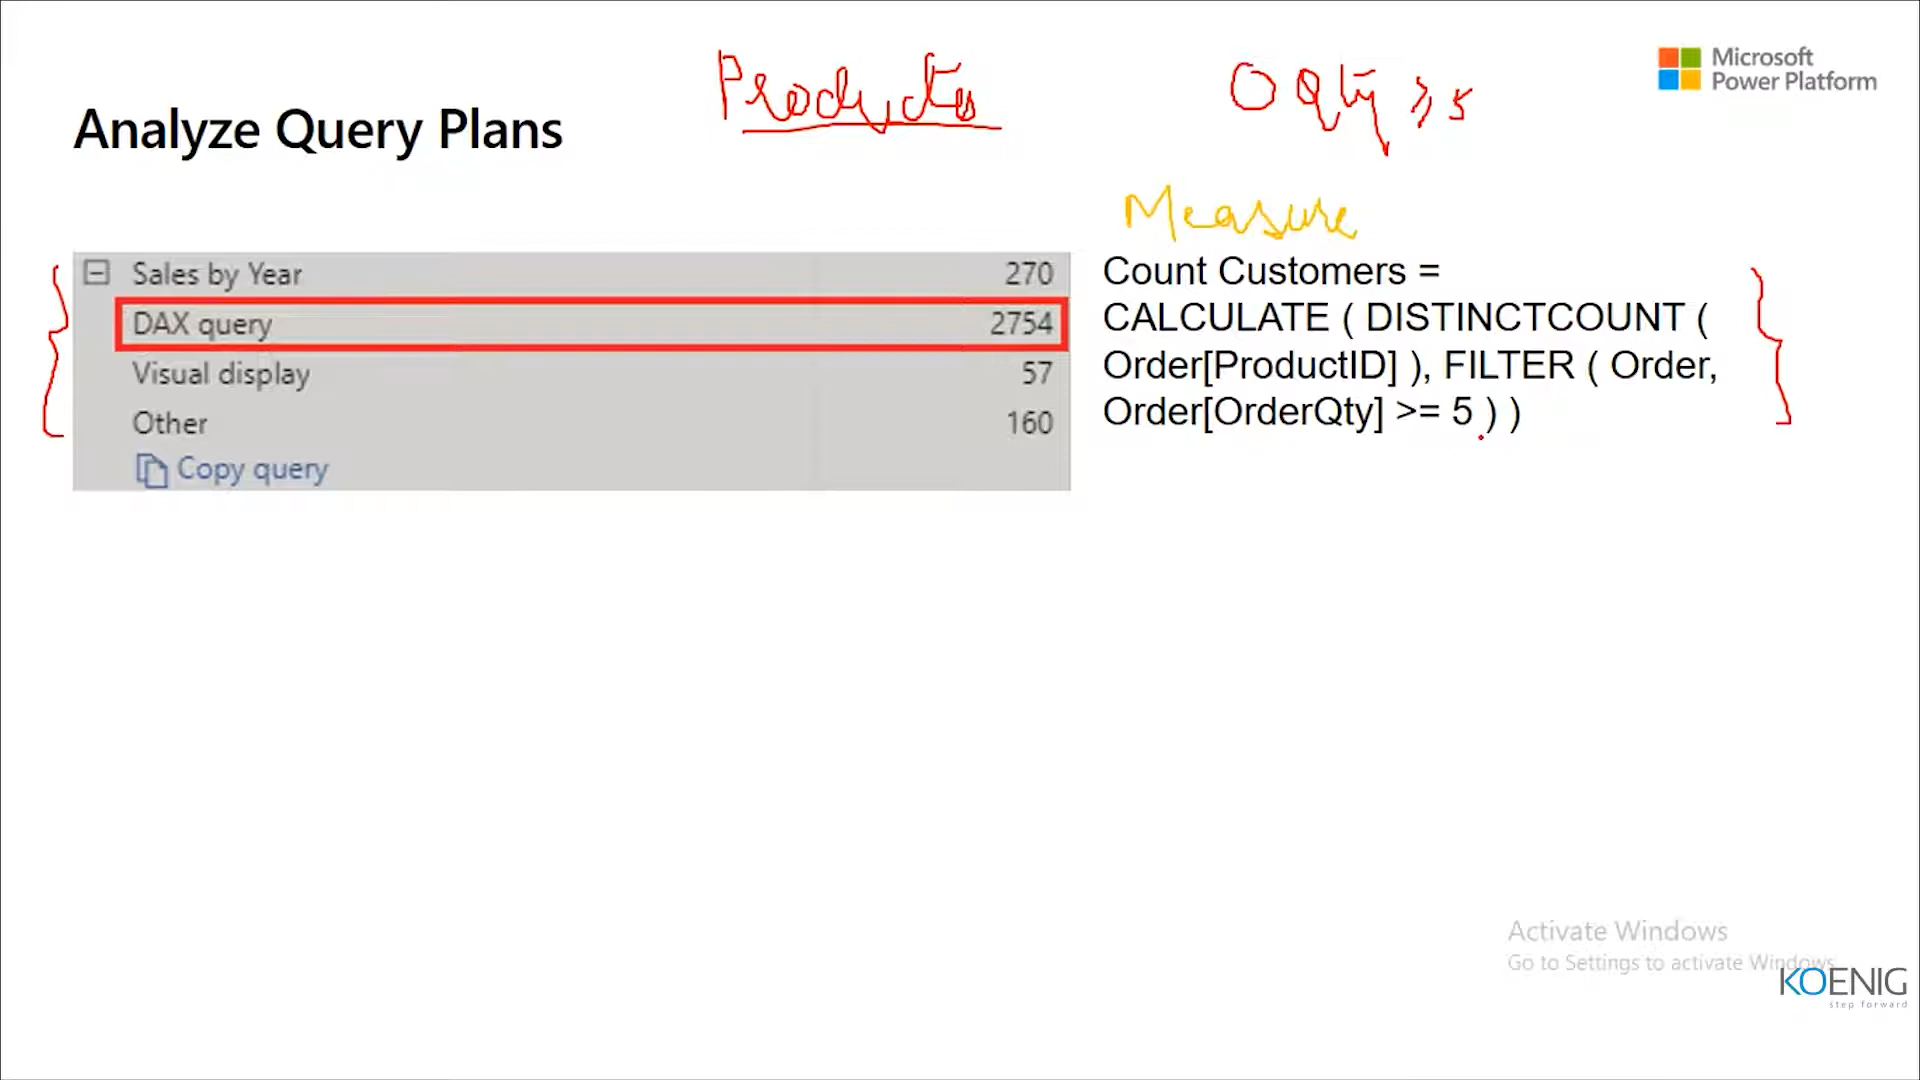 Products
O Qty ≥ 5
Microsoft
Power Platform
Analyze Query Plans
Measure
Sales by Year 270
DAX query 2754
Visual display 57
Other 160
Copy query
Count Customers =
CALCULATE ( DISTINCTCOUNT (
Order[ProductID] ), FILTER ( Order,
Order[OrderQty] >= 5 ) )
Activate Windows
Go to Settings to activate Windows.
KOENIG
step forward